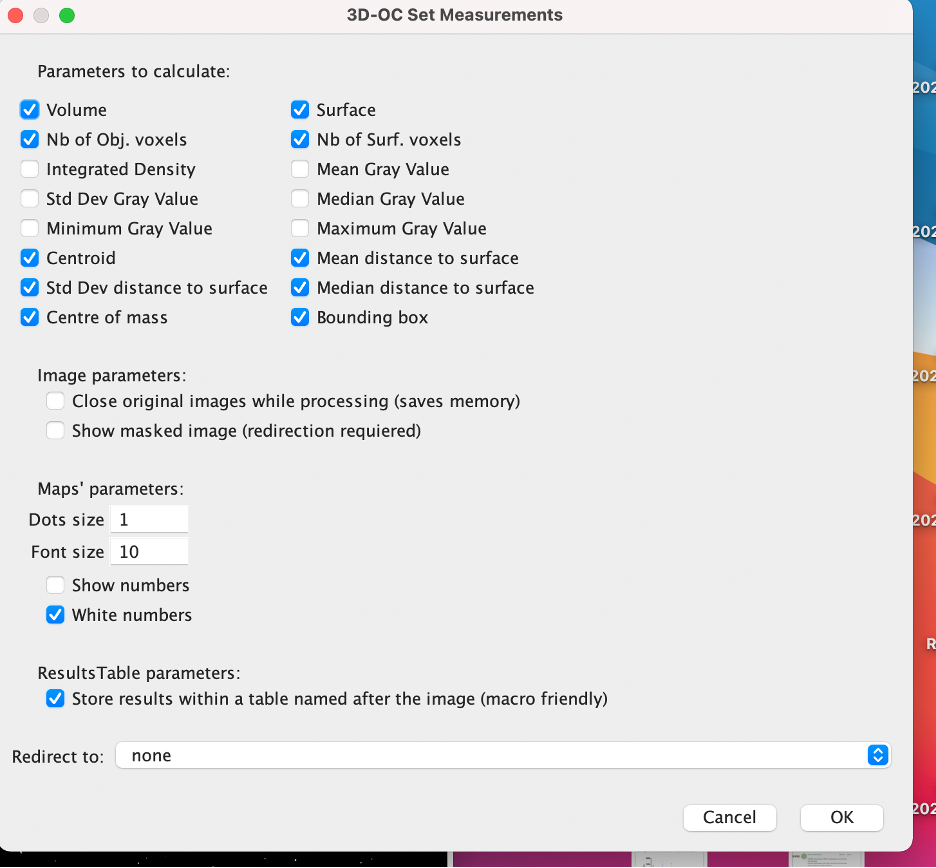 3D-OC Set Measurements
Parameters to calculate:
Volume
Surface
Nb of Obj. voxels
Nb of Surf. voxels
Integrated Density
Mean Gray Value
Std Dev Gray Value
Median Gray Value
Minimum Gray Value
Maximum Gray Value
Centroid
Mean distance to surface
Std Dev distance to surface
Median distance to surface
Centre of mass
Bounding box
Image parameters:
Close original images while processing (saves memory)
Show masked image (redirection requiered)
Maps' parameters:
Dots size 1
Font size 10
Show numbers
White numbers
ResultsTable parameters:
Store results within a table named after the image (macro friendly)
Redirect to: none
Cancel
OK
202
202
202
202
R
202